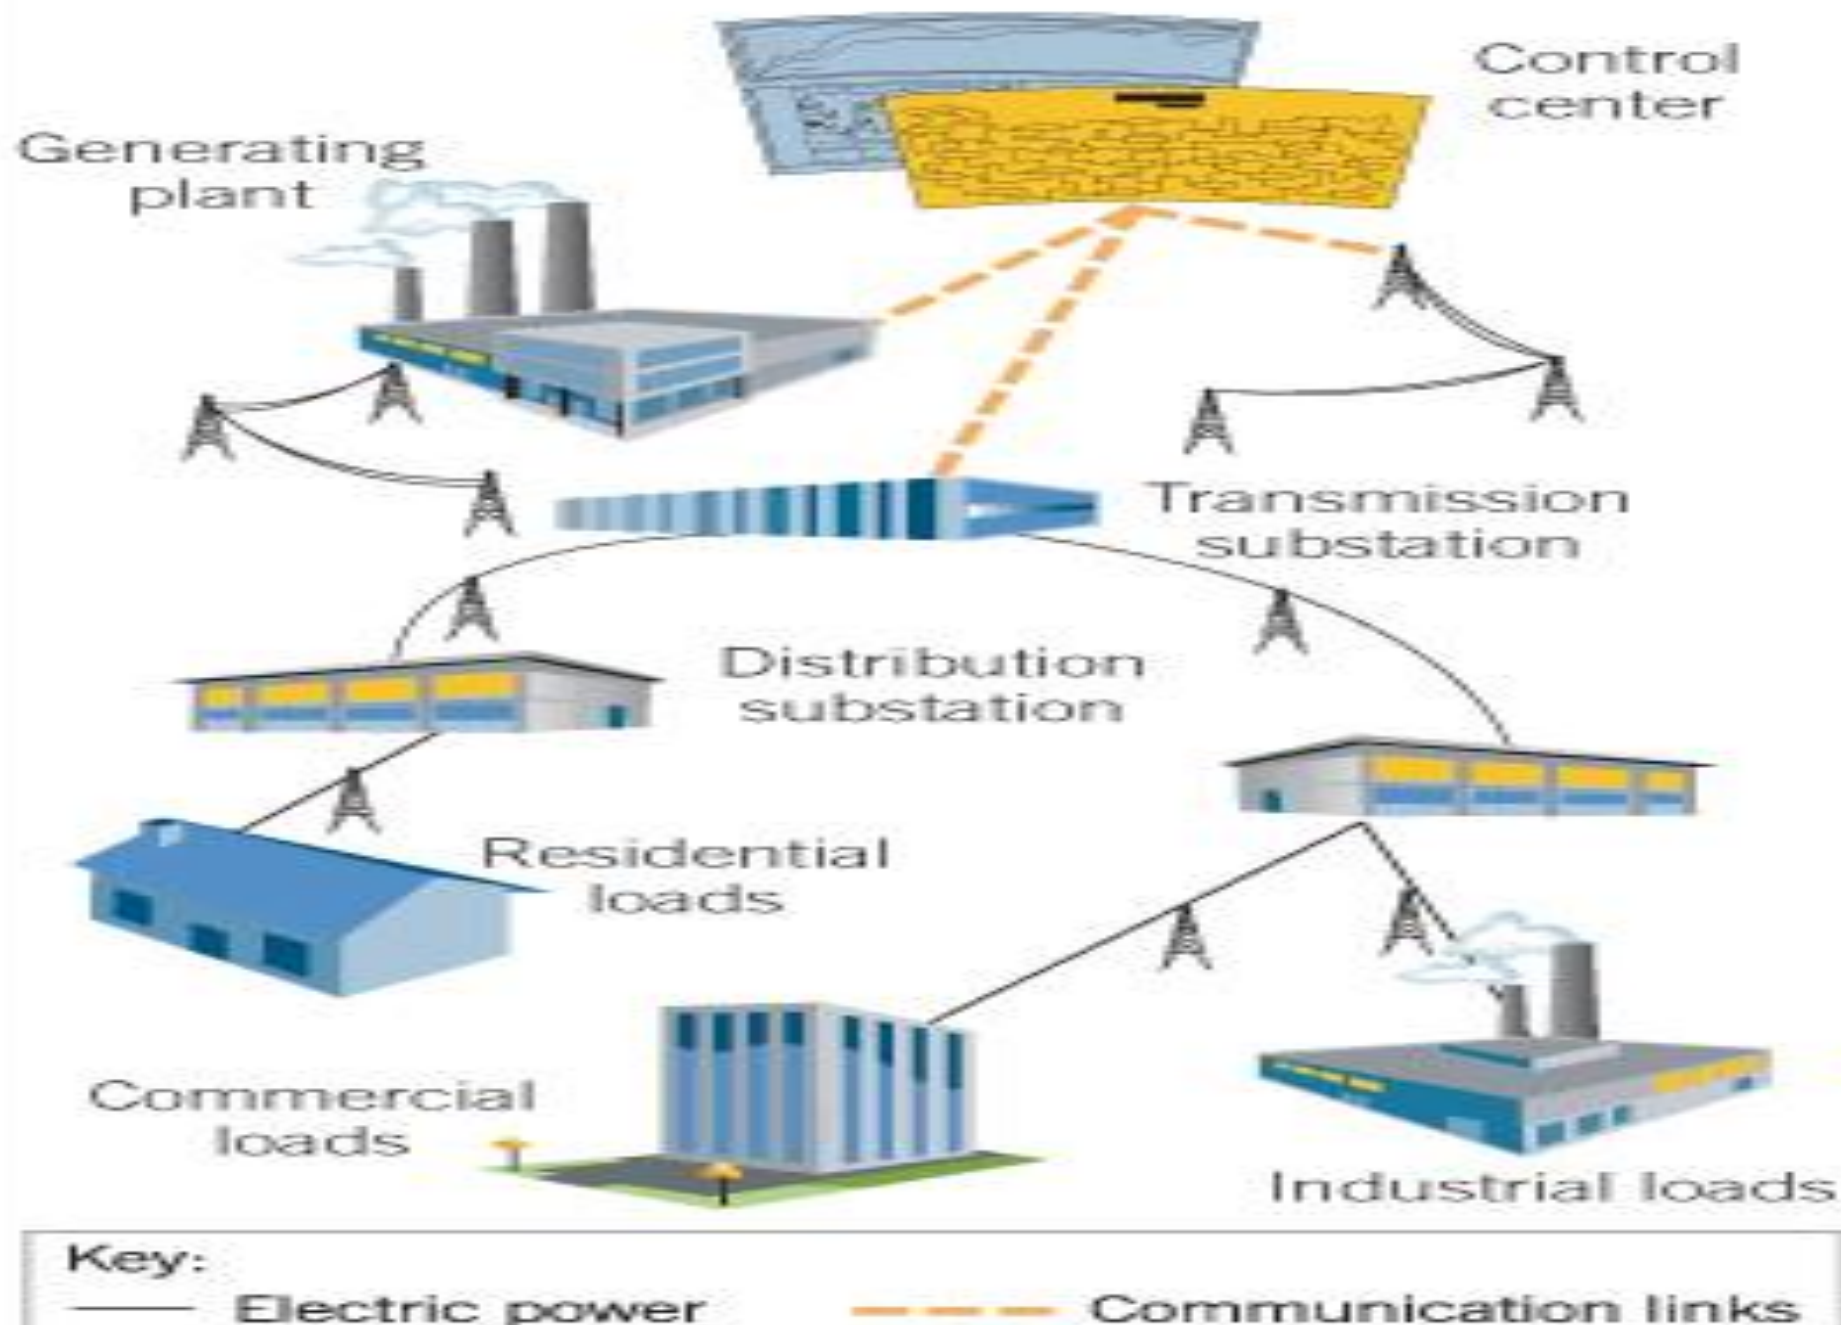 Control
center
Generating
plant
Transmission
substation
Distribution
substation
Residential
loads
Commercial
loads
Industrial loads
Key:
Electric power
Communication links